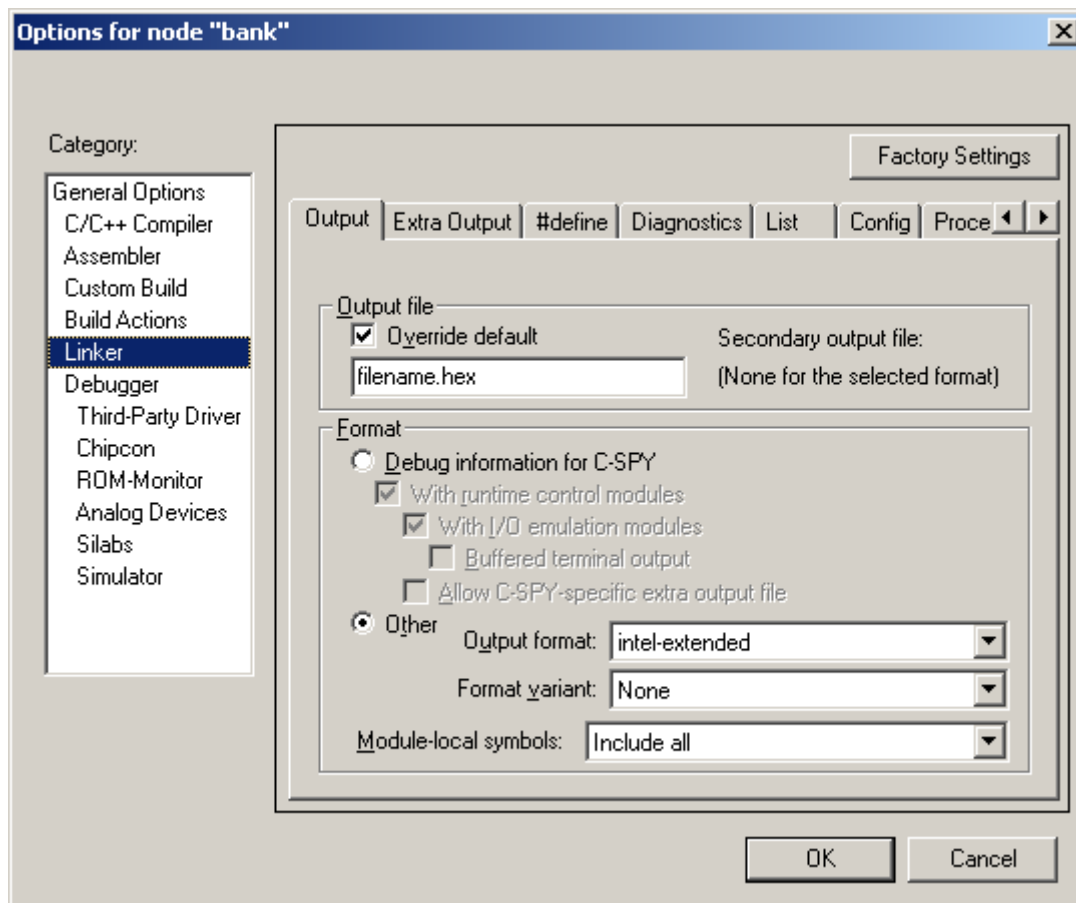 Options for node "bank"
Category:
Factory Settings
General Options
C/C++ Compiler
Assembler
Custom Build
Build Actions
Linker
Debugger
Third-Party Driver
Chipcon
ROM-Monitor
Analog Devices
Silabs
Simulator
Output Extra Output #define Diagnostics List Config Proce
Output file
Override default
filename.hex
Secondary output file:
(None for the selected format)
Format
Debug information for C-SPY
With runtime control modules
With I/O emulation modules
Buffered terminal output
Allow C-SPY-specific extra output file
Other
Output format: intel-extended
Format variant: None
Module-local symbols: Include all
OK Cancel